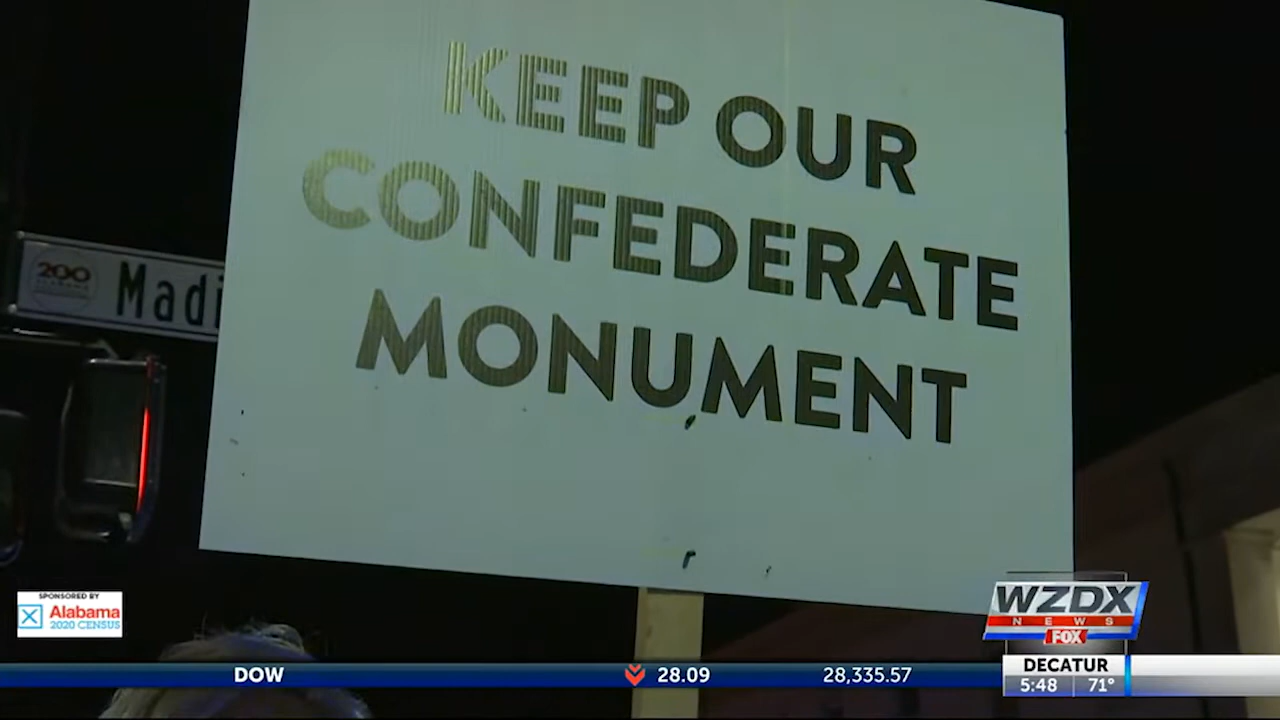 KEEP OUR
CONFEDERATE
MONUMENT
200
Madi
SPONSORED BY
Alabama
2020 CENSUS
WZDX
NEWS
FOX
DECATUR
5:48 71°
DOW 28.09 28,335.57